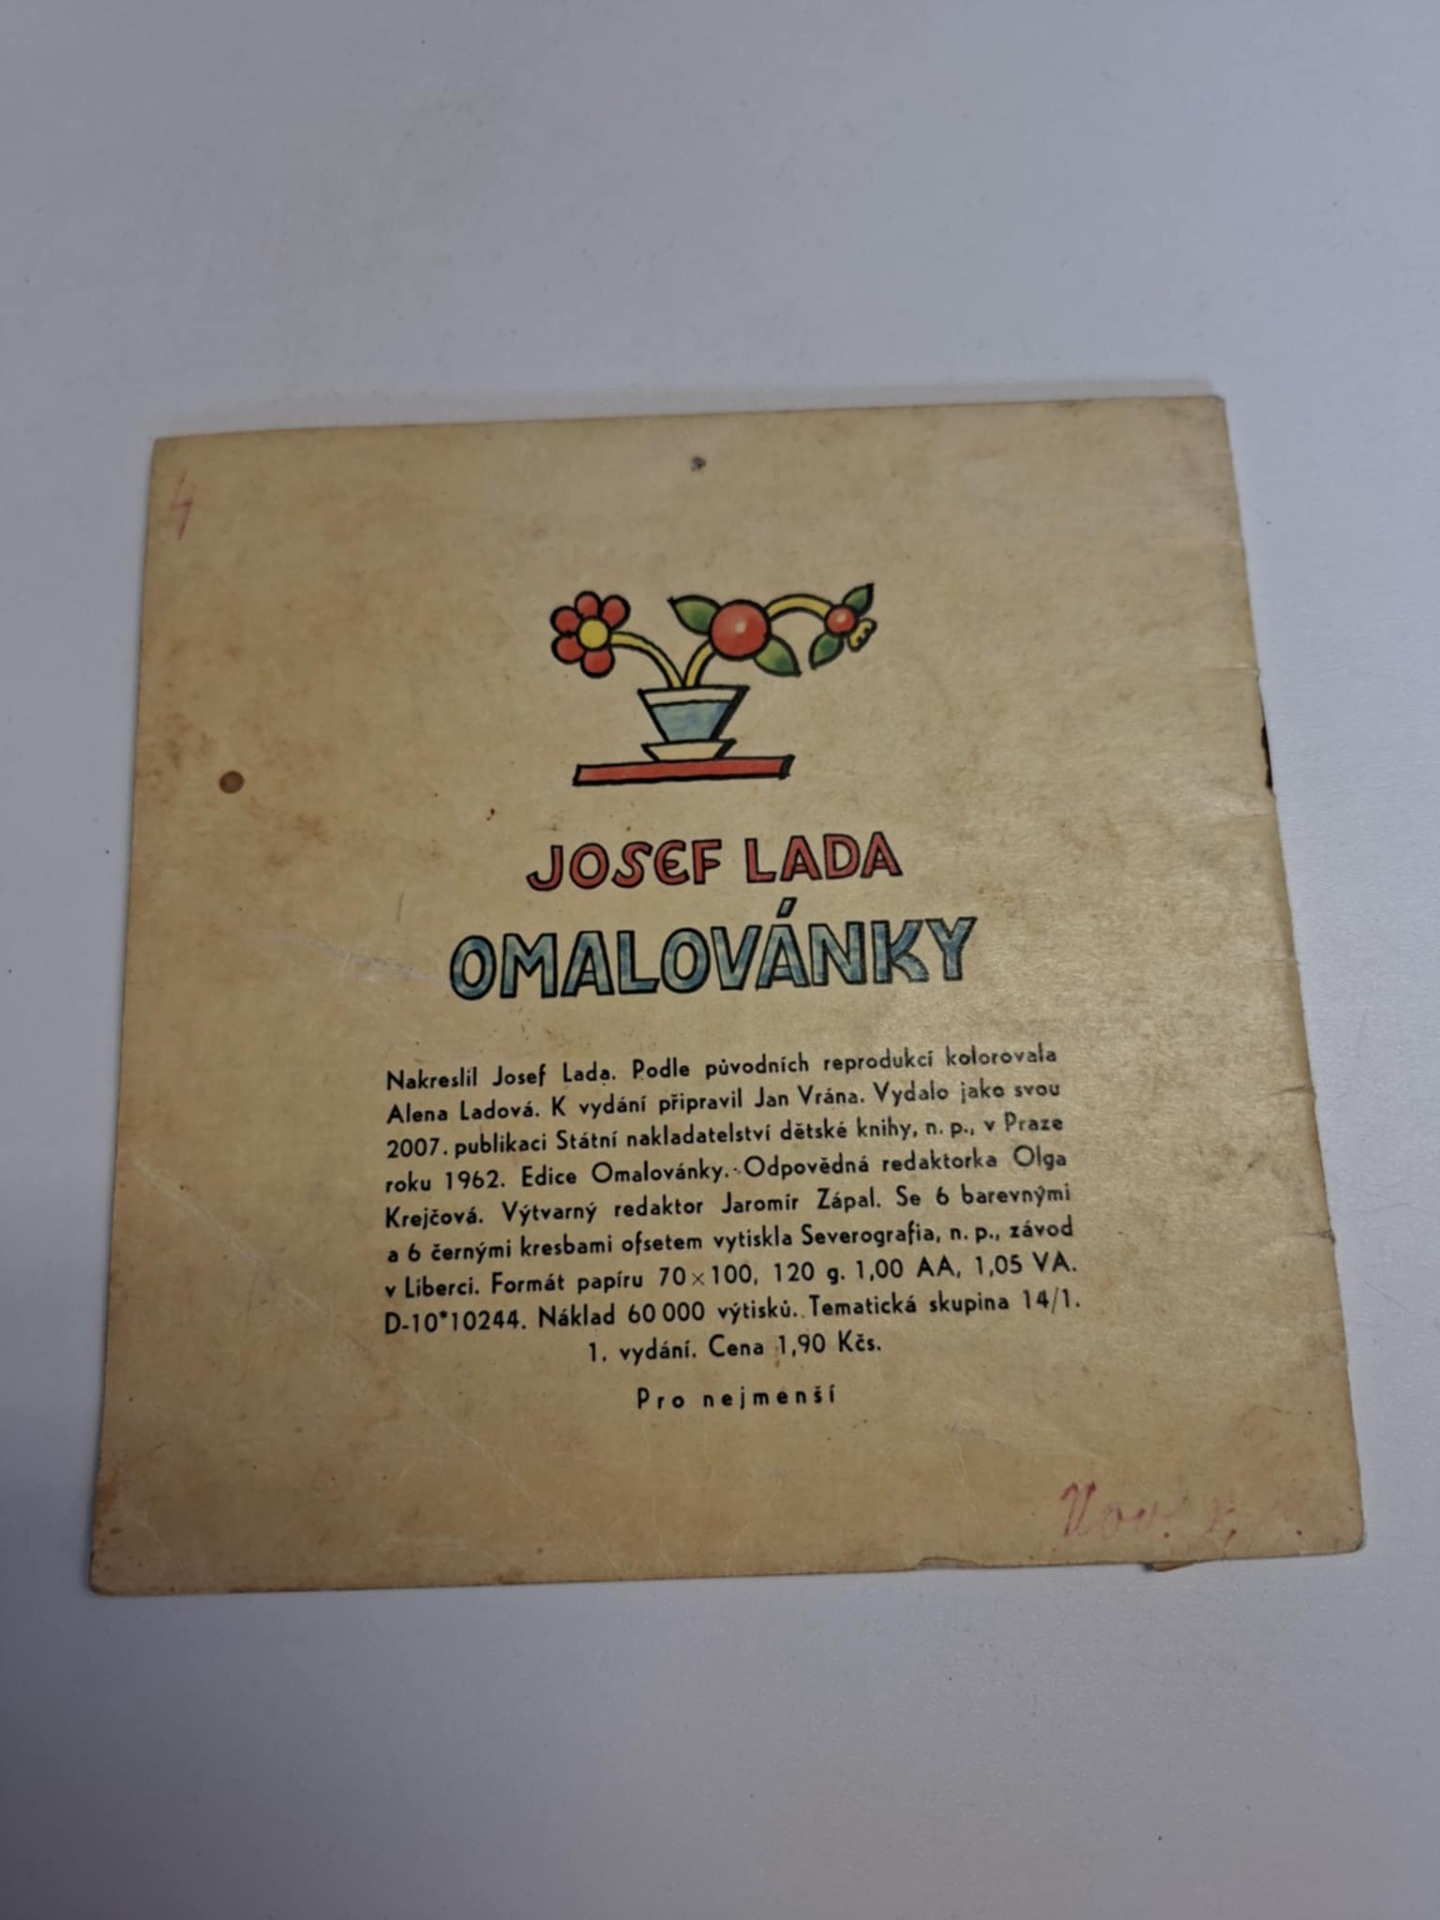 JOSEF LADA
OMALOVÁNKY
Nakreslil Josef Lada. Podle původních reprodukcí kolorovala
Alena Ladová. K vydání připravil Jan Vrána. Vydalo jako svou
2007. publikaci Státní nakladatelství dětské knihy, n. p., v Praze
roku 1962. Edice Omalovánky. Odpovědná redaktorka Olga
Krejčová. Výtvarný redaktor Jaromír Zápal. Se 6 barevnými
a 6 černými kresbami ofsetem vytiskla Severografia, n. p., závod
v Liberci. Formát papíru 70×100, 120 g. 1,00 AA, 1,05 VA.
D-10*10244. Náklad 60 000 výtisků. Tematická skupina 14/1.
1. vydání. Cena 1,90 Kčs.
Pro nejmenší